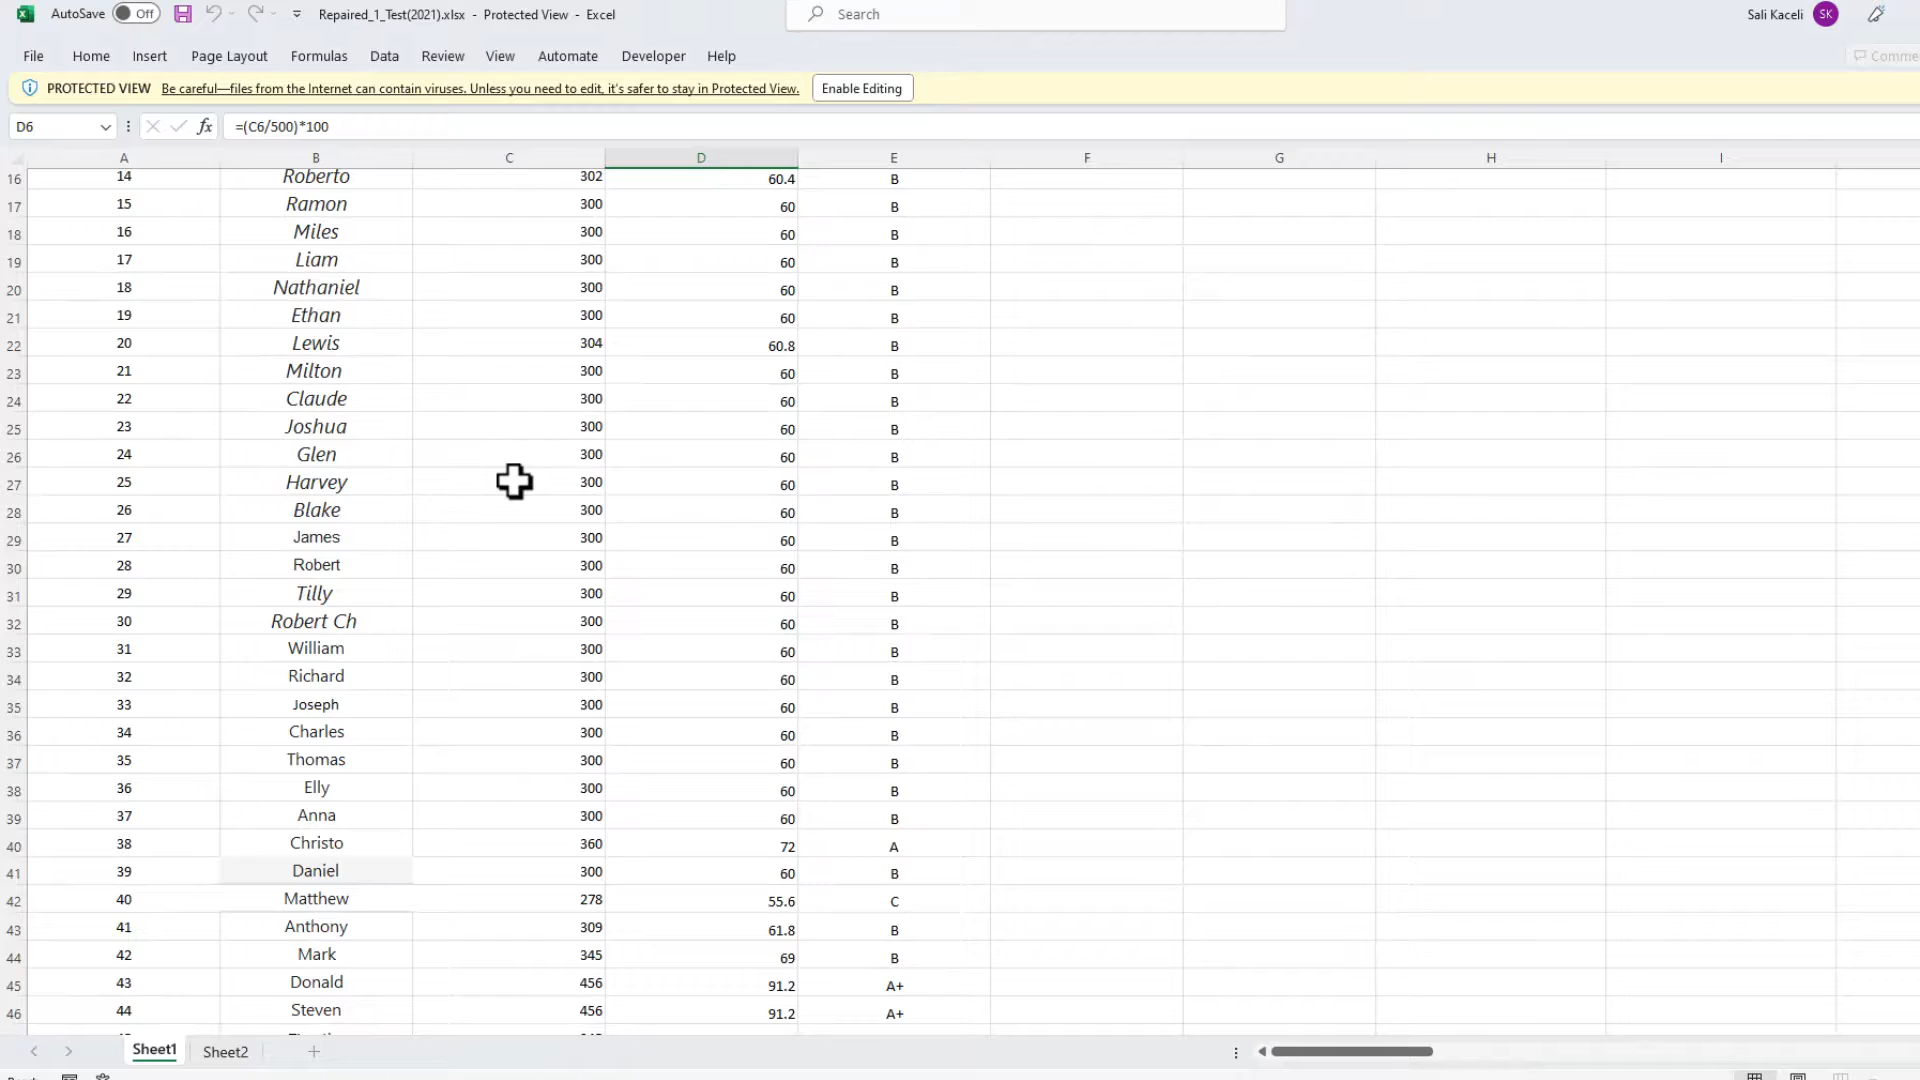 AutoSave Off Repaired_1_Test(2021).xlsx - Protected View - Excel Search Sali Kaceli SK
File Home Insert Page Layout Formulas Data Review View Automate Developer Help
PROTECTED VIEW Be careful—files from the Internet can contain viruses. Unless you need to edit, it's safer to stay in Protected View. Enable Editing
D6 fx =(C6/500)*100
A B C D E F G H I
16 14 Roberto 302 60.4 B
17 15 Ramon 300 60 B
18 16 Miles 300 60 B
19 17 Liam 300 60 B
20 18 Nathaniel 300 60 B
21 19 Ethan 300 60 B
22 20 Lewis 304 60.8 B
23 21 Milton 300 60 B
24 22 Claude 300 60 B
25 23 Joshua 300 60 B
26 24 Glen 300 60 B
27 25 Harvey 300 60 B
28 26 Blake 300 60 B
29 27 James 300 60 B
30 28 Robert 300 60 B
31 29 Tilly 300 60 B
32 30 Robert Ch 300 60 B
33 31 William 300 60 B
34 32 Richard 300 60 B
35 33 Joseph 300 60 B
36 34 Charles 300 60 B
37 35 Thomas 300 60 B
38 36 Elly 300 60 B
39 37 Anna 300 60 B
40 38 Christo 360 72 A
41 39 Daniel 300 60 B
42 40 Matthew 278 55.6 C
43 41 Anthony 309 61.8 B
44 42 Mark 345 69 B
45 43 Donald 456 91.2 A+
46 44 Steven 456 91.2 A+
Sheet1 Sheet2